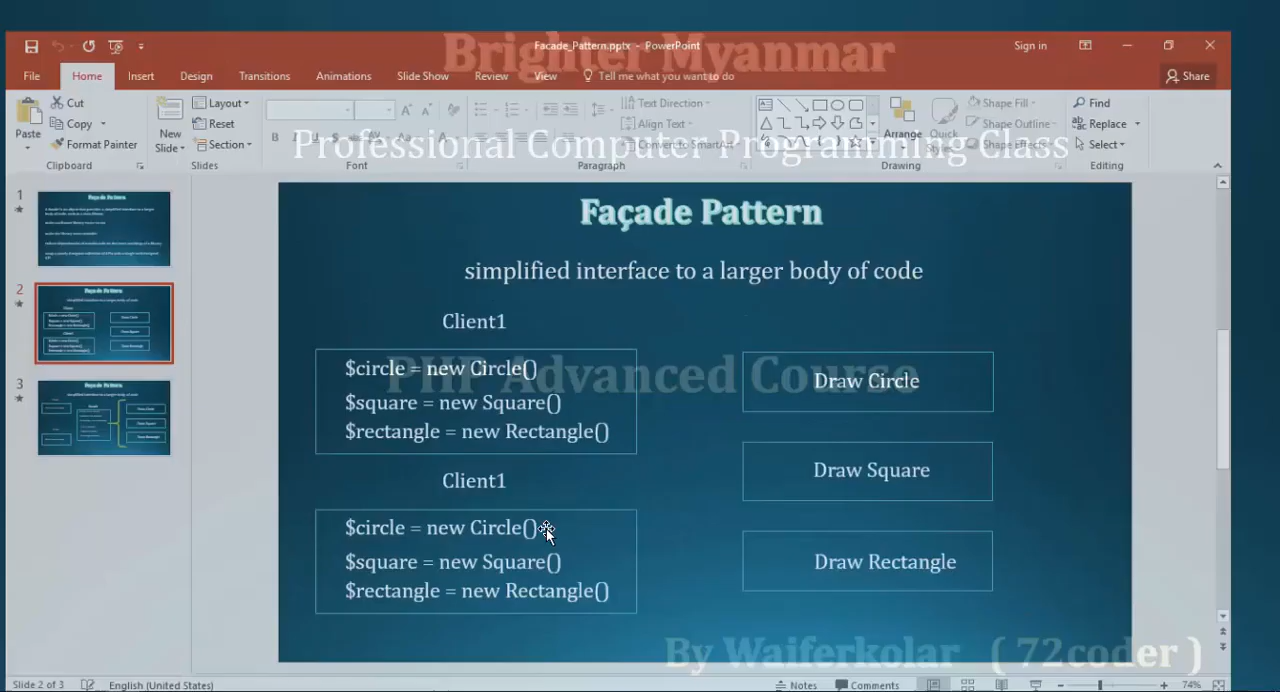 Façade_Pattern.pptx - PowerPoint
Sign in
Brighter Myanmar
File Home Insert Design Transitions Animations Slide Show Review View Tell me what you want to do Share
Cut
Copy
Format Painter
Paste
Clipboard
New Slide
Layout
Reset
Section
Slides
Font
Text Direction
Align Text
Convert to SmartArt
Paragraph
Arrange
Quick
Shape Fill
Shape Outline
Shape Effects
Drawing
Find
Replace
Select
Editing
Professional Computer Programming Class
1
2
3
Façade Pattern
simplified interface to a larger body of code
Client1
$circle = new Circle()
$square = new Square()
$rectangle = new Rectangle()
Client1
$circle = new Circle()
$square = new Square()
$rectangle = new Rectangle()
Draw Circle
Draw Square
Draw Rectangle
PHP Advanced Course
By Waiferkolar ( 72coder )
Slide 2 of 3 English (United States) Notes Comments 74%